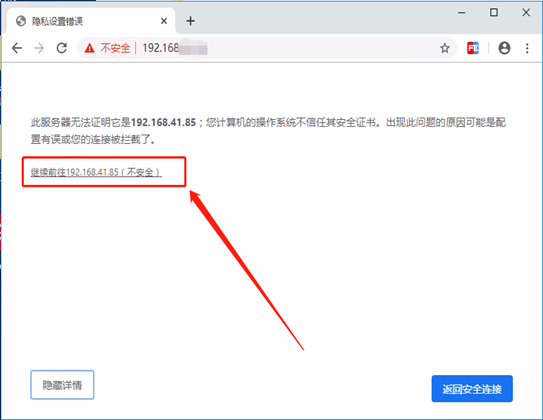 隐私设置错误
不安全 192.168
此服务器无法证明它是192.168.41.85；您计算机的操作系统不信任其安全证书。出现此问题的原因可能是配
置有误或您的连接被拦截了。
继续前往192.168.41.85（不安全）
隐藏详情
返回安全连接